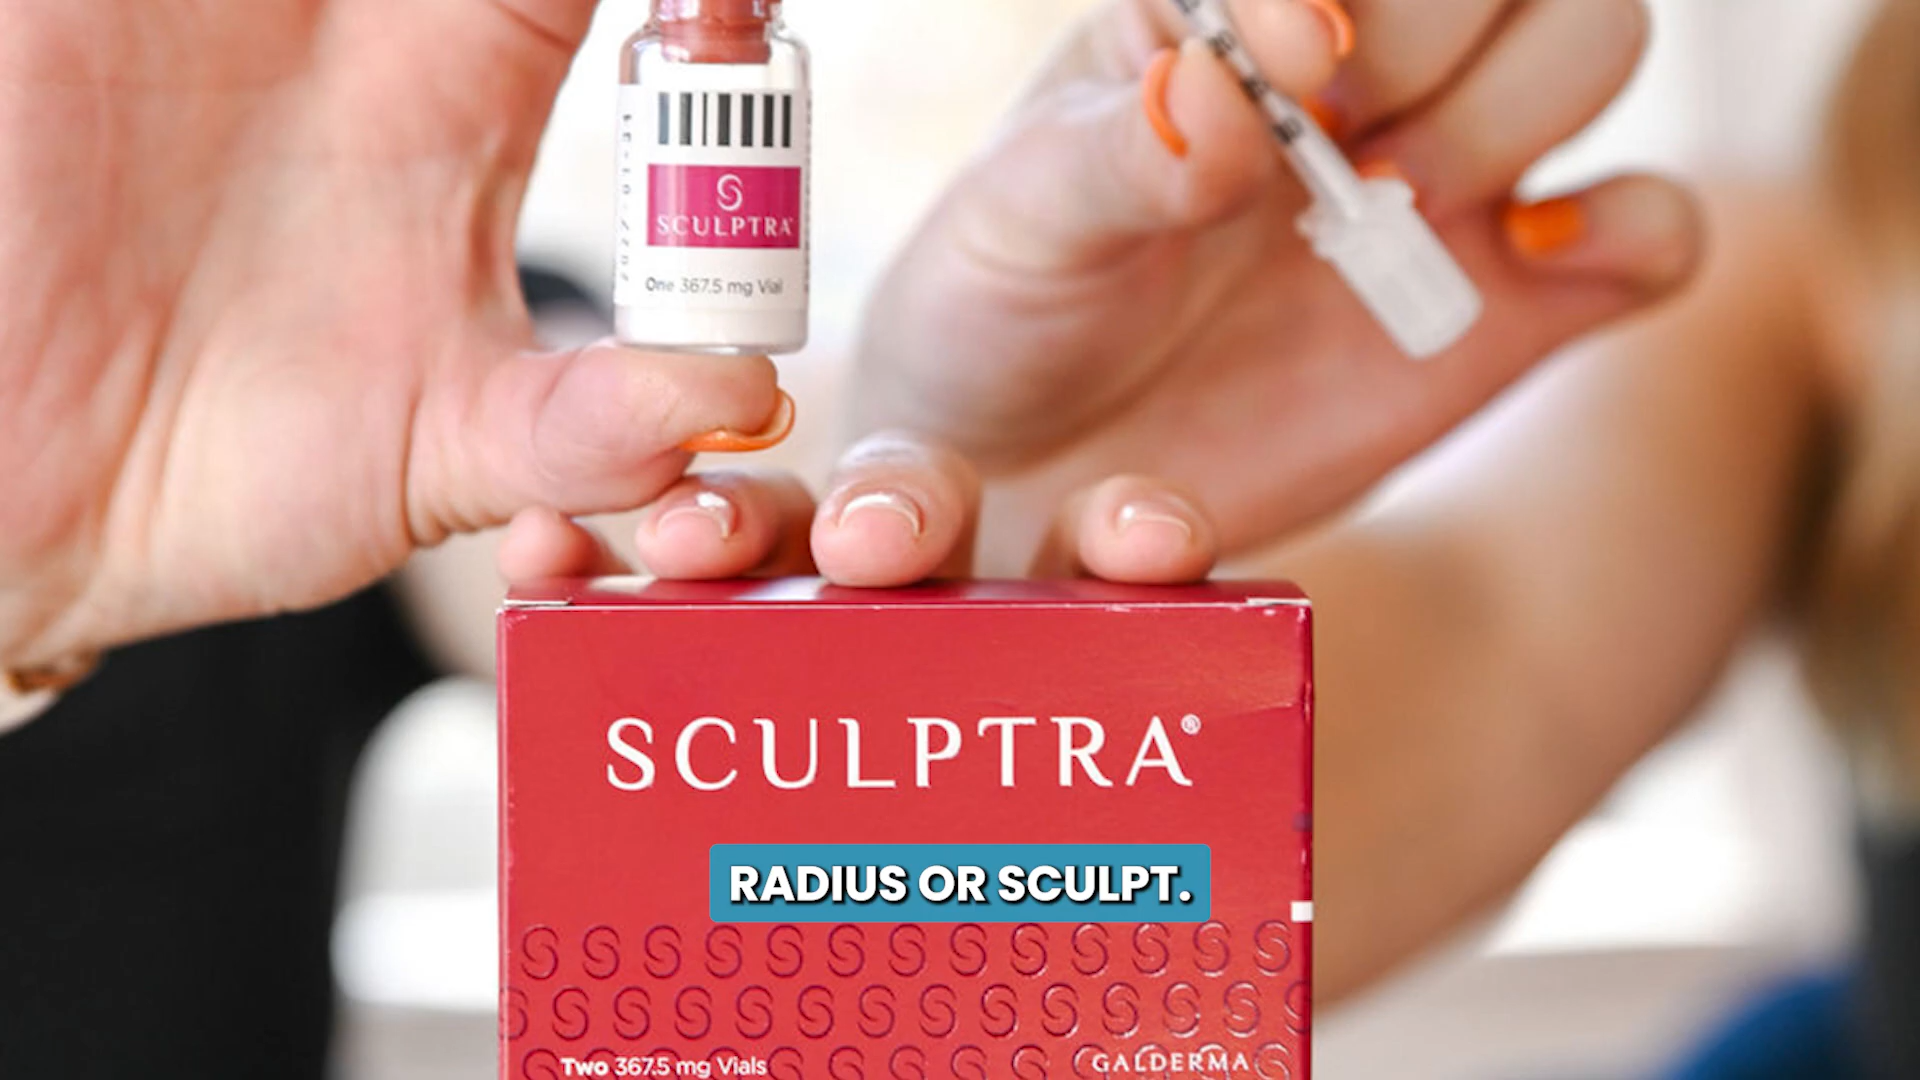 SCULPTRA
One 367.5 mg Vial
SCULPTRA®
RADIUS OR SCULPT.
Two 367.5 mg Vials
GALDERMA